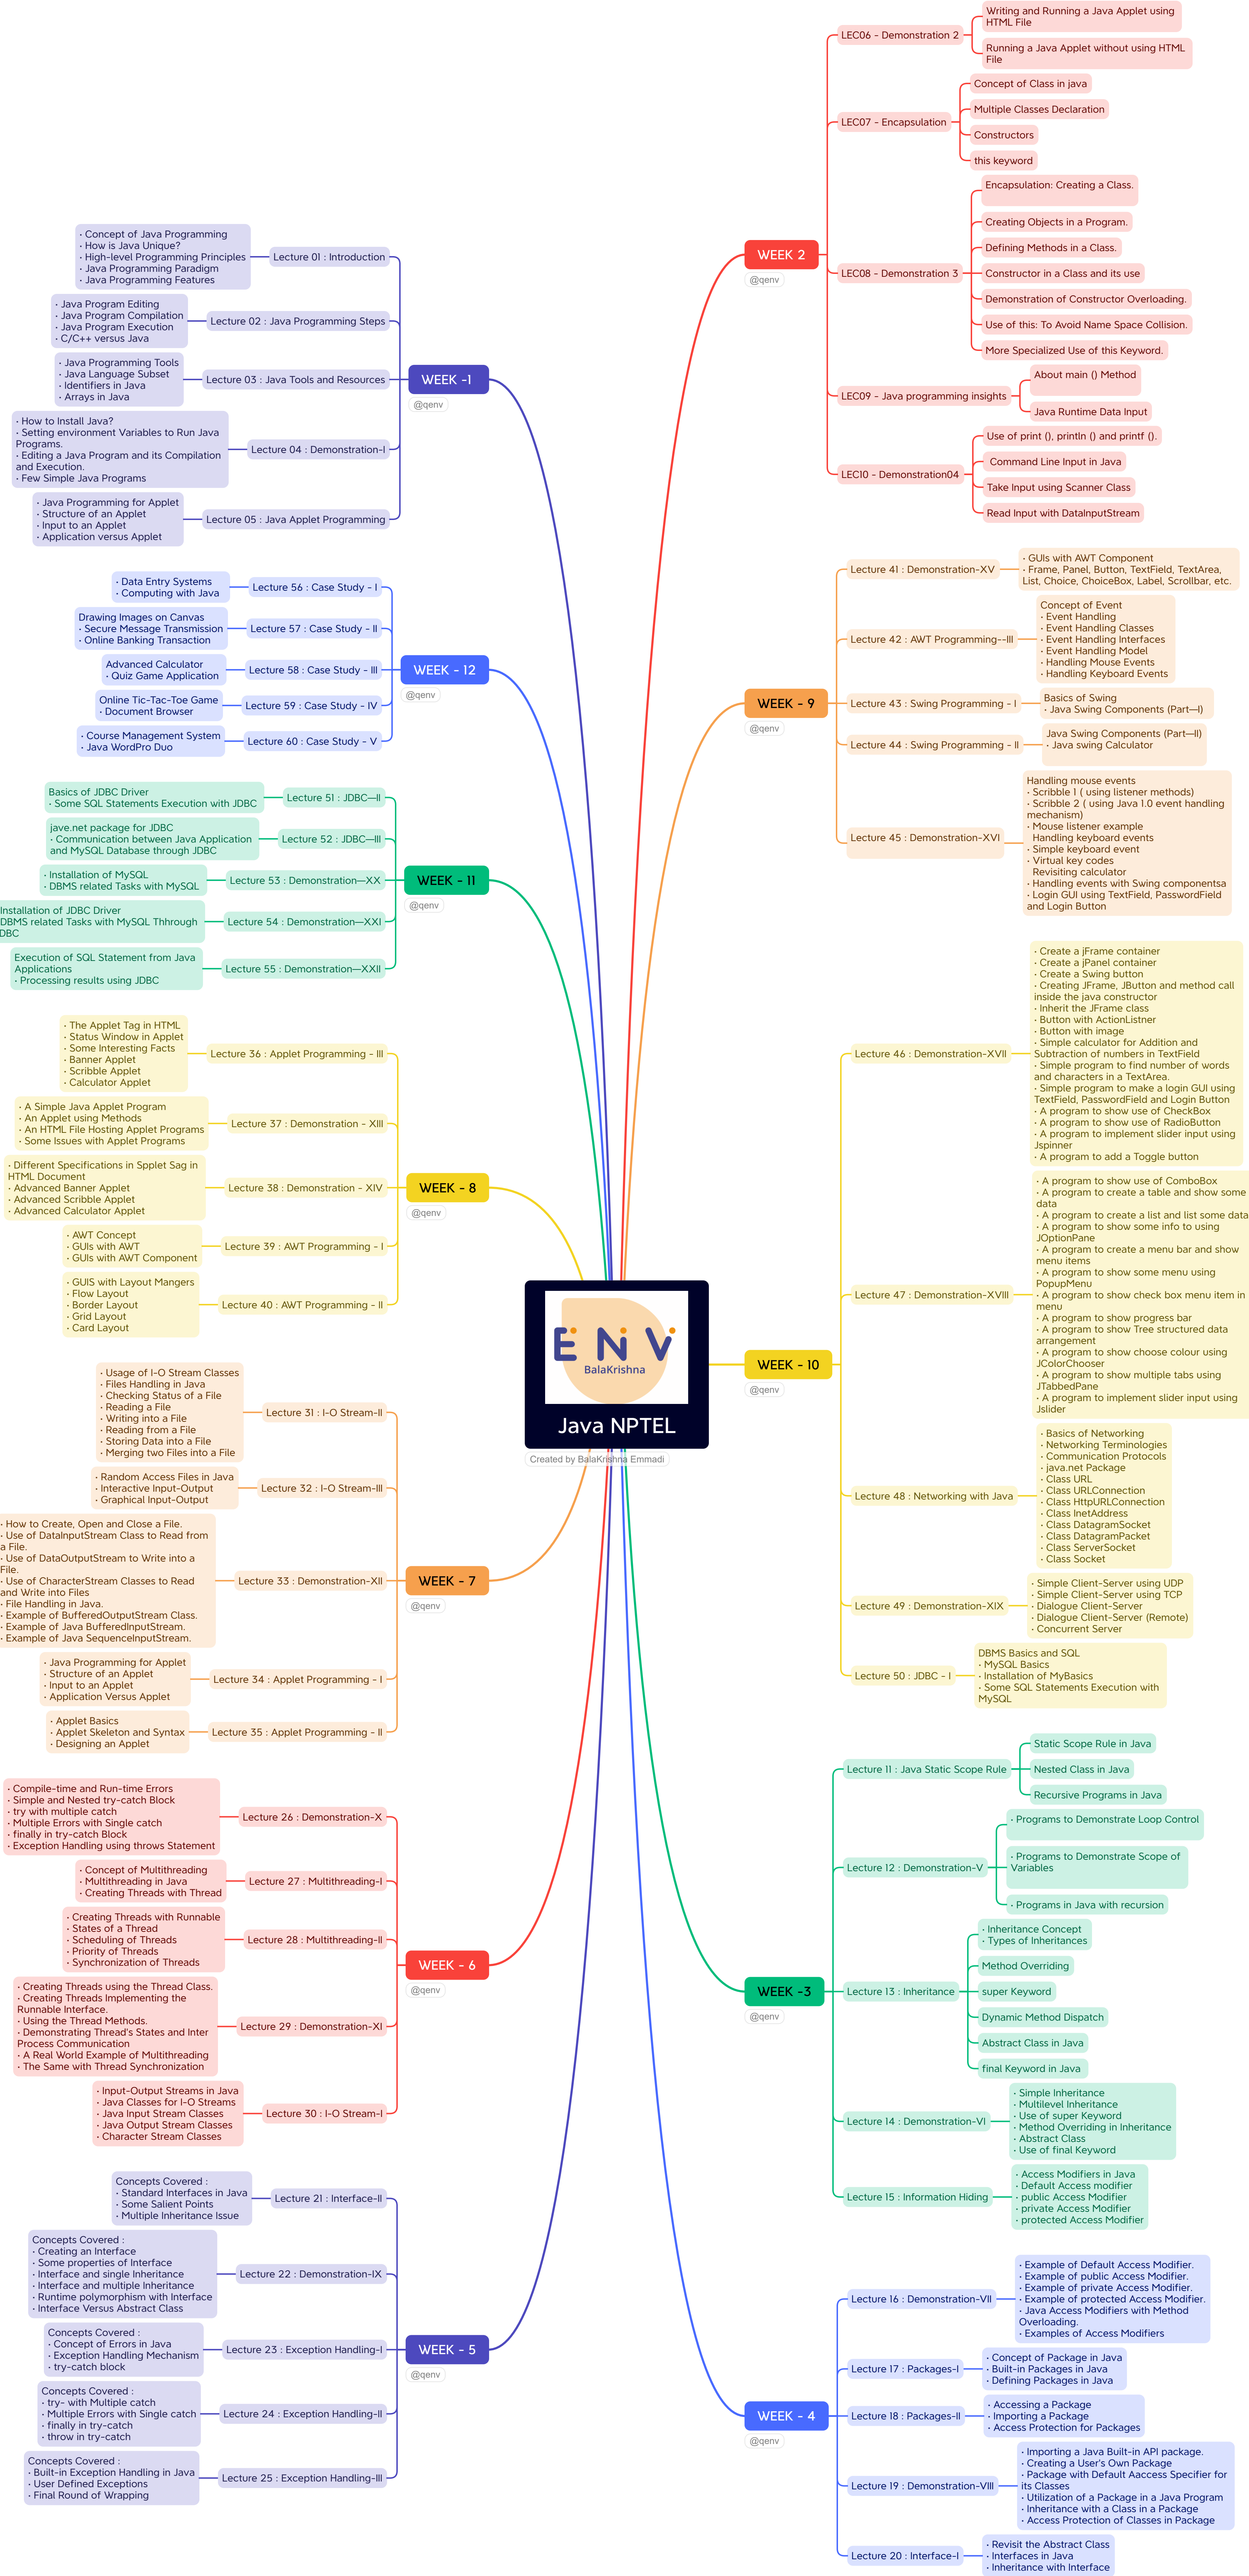 E N V
BalaKrishna
Java NPTEL
Created by BalaKrishna Emmadi
WEEK -1
@qenv
Lecture 01 : Introduction
· Concept of Java Programming
· How is Java Unique?
· High-level Programming Principles
· Java Programming Paradigm
· Java Programming Features
Lecture 02 : Java Programming Steps
· Java Program Editing
· Java Program Compilation
· Java Program Execution
· C/C++ versus Java
Lecture 03 : Java Tools and Resources
· Java Programming Tools
· Java Language Subset
· Identifiers in Java
· Arrays in Java
Lecture 04 : Demonstration-I
· How to Install Java?
· Setting environment Variables to Run Java
Programs.
· Editing a Java Program and its Compilation
and Execution.
· Few Simple Java Programs
Lecture 05 : Java Applet Programming
· Java Programming for Applet
· Structure of an Applet
· Input to an Applet
· Application versus Applet
WEEK - 12
@qenv
Lecture 56 : Case Study - I
· Data Entry Systems
· Computing with Java
Lecture 57 : Case Study - II
Drawing Images on Canvas
· Secure Message Transmission
· Online Banking Transaction
Lecture 58 : Case Study - III
Advanced Calculator
· Quiz Game Application
Lecture 59 : Case Study - IV
Online Tic-Tac-Toe Game
· Document Browser
Lecture 60 : Case Study - V
· Course Management System
· Java WordPro Duo
WEEK - 11
@qenv
Lecture 51 : JDBC—II
Basics of JDBC Driver
· Some SQL Statements Execution with JDBC
Lecture 52 : JDBC—III
jave.net package for JDBC
· Communication between Java Application
and MySQL Database through JDBC
Lecture 53 : Demonstration—XX
· Installation of MySQL
· DBMS related Tasks with MySQL
Lecture 54 : Demonstration—XXI
Installation of JDBC Driver
DBMS related Tasks with MySQL Thhrough
DBC
Lecture 55 : Demonstration—XXII
Execution of SQL Statement from Java
Applications
· Processing results using JDBC
WEEK - 8
@qenv
Lecture 36 : Applet Programming - III
· The Applet Tag in HTML
· Status Window in Applet
· Some Interesting Facts
· Banner Applet
· Scribble Applet
· Calculator Applet
Lecture 37 : Demonstration - XIII
· A Simple Java Applet Program
· An Applet using Methods
· An HTML File Hosting Applet Programs
· Some Issues with Applet Programs
Lecture 38 : Demonstration - XIV
· Different Specifications in Spplet Sag in
HTML Document
· Advanced Banner Applet
· Advanced Scribble Applet
· Advanced Calculator Applet
Lecture 39 : AWT Programming - I
· AWT Concept
· GUIs with AWT
· GUIs with AWT Component
Lecture 40 : AWT Programming - II
· GUIS with Layout Mangers
· Flow Layout
· Border Layout
· Grid Layout
· Card Layout
WEEK - 7
@qenv
Lecture 31 : I-O Stream-II
· Usage of I-O Stream Classes
· Files Handling in Java
· Checking Status of a File
· Reading a File
· Writing into a File
· Reading from a File
· Storing Data into a File
· Merging two Files into a File
Lecture 32 : I-O Stream-III
· Random Access Files in Java
· Interactive Input-Output
· Graphical Input-Output
Lecture 33 : Demonstration-XII
· How to Create, Open and Close a File.
· Use of DataInputStream Class to Read from
a File.
· Use of DataOutputStream to Write into a
File.
· Use of CharacterStream Classes to Read
and Write into Files
· File Handling in Java.
· Example of BufferedOutputStream Class.
· Example of Java BufferedInputStream.
· Example of Java SequenceInputStream.
Lecture 34 : Applet Programming - I
· Java Programming for Applet
· Structure of an Applet
· Input to an Applet
· Application Versus Applet
Lecture 35 : Applet Programming - II
· Applet Basics
· Applet Skeleton and Syntax
· Designing an Applet
WEEK - 6
@qenv
Lecture 26 : Demonstration-X
· Compile-time and Run-time Errors
· Simple and Nested try-catch Block
· try with multiple catch
· Multiple Errors with Single catch
· finally in try-catch Block
· Exception Handling using throws Statement
Lecture 27 : Multithreading-I
· Concept of Multithreading
· Multithreading in Java
· Creating Threads with Thread
Lecture 28 : Multithreading-II
· Creating Threads with Runnable
· States of a Thread
· Scheduling of Threads
· Priority of Threads
· Synchronization of Threads
Lecture 29 : Demonstration-XI
· Creating Threads using the Thread Class.
· Creating Threads Implementing the
Runnable Interface.
· Using the Thread Methods.
· Demonstrating Thread's States and Inter
Process Communication
· A Real World Example of Multithreading
· The Same with Thread Synchronization
Lecture 30 : I-O Stream-I
· Input-Output Streams in Java
· Java Classes for I-O Streams
· Java Input Stream Classes
· Java Output Stream Classes
· Character Stream Classes
WEEK - 5
@qenv
Lecture 21 : Interface-II
Concepts Covered :
· Standard Interfaces in Java
· Some Salient Points
· Multiple Inheritance Issue
Lecture 22 : Demonstration-IX
Concepts Covered :
· Creating an Interface
· Some properties of Interface
· Interface and single Inheritance
· Interface and multiple Inheritance
· Runtime polymorphism with Interface
· Interface Versus Abstract Class
Lecture 23 : Exception Handling-I
Concepts Covered :
· Concept of Errors in Java
· Exception Handling Mechanism
· try-catch block
Lecture 24 : Exception Handling-II
Concepts Covered :
· try- with Multiple catch
· Multiple Errors with Single catch
· finally in try-catch
· throw in try-catch
Lecture 25 : Exception Handling-III
Concepts Covered :
· Built-in Exception Handling in Java
· User Defined Exceptions
· Final Round of Wrapping
WEEK 2
@qenv
LEC06 - Demonstration 2
Writing and Running a Java Applet using
HTML File
Running a Java Applet without using HTML
File
LEC07 - Encapsulation
Concept of Class in java
Multiple Classes Declaration
Constructors
this keyword
LEC08 - Demonstration 3
Encapsulation: Creating a Class.
Creating Objects in a Program.
Defining Methods in a Class.
Constructor in a Class and its use
Demonstration of Constructor Overloading.
Use of this: To Avoid Name Space Collision.
More Specialized Use of this Keyword.
LEC09 - Java programming insights
About main () Method
Java Runtime Data Input
LECI0 - Demonstration04
Use of print (), println () and printf ().
Command Line Input in Java
Take Input using Scanner Class
Read Input with DataInputStream
WEEK - 9
@qenv
Lecture 41 : Demonstration-XV
· GUIs with AWT Component
· Frame, Panel, Button, TextField, TextArea,
List, Choice, ChoiceBox, Label, Scrollbar, etc.
Lecture 42 : AWT Programming--III
Concept of Event
· Event Handling
· Event Handling Classes
· Event Handling Interfaces
· Event Handling Model
· Handling Mouse Events
· Handling Keyboard Events
Lecture 43 : Swing Programming - I
Basics of Swing
· Java Swing Components (Part—I)
Lecture 44 : Swing Programming - II
Java Swing Components (Part—II)
· Java swing Calculator
Lecture 45 : Demonstration-XVI
Handling mouse events
· Scribble 1 ( using listener methods)
· Scribble 2 ( using Java 1.0 event handling
mechanism)
· Mouse listener example
Handling keyboard events
· Simple keyboard event
· Virtual key codes
Revisiting calculator
· Handling events with Swing componentsa
· Login GUI using TextField, PasswordField
and Login Button
WEEK - 10
@qenv
Lecture 46 : Demonstration-XVII
· Create a jFrame container
· Create a jPanel container
· Create a Swing button
· Creating JFrame, JButton and method call
inside the java constructor
· Inherit the JFrame class
· Button with ActionListner
· Button with image
· Simple calculator for Addition and
Subtraction of numbers in TextField
· Simple program to find number of words
and characters in a TextArea.
· Simple program to make a login GUI using
TextField, PasswordField and Login Button
· A program to show use of CheckBox
· A program to show use of RadioButton
· A program to implement slider input using
Jspinner
· A program to add a Toggle button
Lecture 47 : Demonstration-XVIII
· A program to show use of ComboBox
· A program to create a table and show some
data
· A program to create a list and list some data
· A program to show some info to using
JOptionPane
· A program to create a menu bar and show
menu items
· A program to show some menu using
PopupMenu
· A program to show check box menu item in
menu
· A program to show progress bar
· A program to show Tree structured data
arrangement
· A program to show choose colour using
JColorChooser
· A program to show multiple tabs using
JTabbedPane
· A program to implement slider input using
Jslider
Lecture 48 : Networking with Java
· Basics of Networking
· Networking Terminologies
· Communication Protocols
· java.net Package
· Class URL
· Class URLConnection
· Class HttpURLConnection
· Class InetAddress
· Class DatagramSocket
· Class DatagramPacket
· Class ServerSocket
· Class Socket
Lecture 49 : Demonstration-XIX
· Simple Client-Server using UDP
· Simple Client-Server using TCP
· Dialogue Client-Server
· Dialogue Client-Server (Remote)
· Concurrent Server
Lecture 50 : JDBC - I
DBMS Basics and SQL
· MySQL Basics
· Installation of MyBasics
· Some SQL Statements Execution with
MySQL
WEEK -3
@qenv
Lecture 11 : Java Static Scope Rule
Static Scope Rule in Java
Nested Class in Java
Recursive Programs in Java
Lecture 12 : Demonstration-V
· Programs to Demonstrate Loop Control
· Programs to Demonstrate Scope of
Variables
· Programs in Java with recursion
Lecture 13 : Inheritance
· Inheritance Concept
· Types of Inheritances
Method Overriding
super Keyword
Dynamic Method Dispatch
Abstract Class in Java
final Keyword in Java
Lecture 14 : Demonstration-VI
· Simple Inheritance
· Multilevel Inheritance
· Use of super Keyword
· Method Overriding in Inheritance
· Abstract Class
· Use of final Keyword
Lecture 15 : Information Hiding
· Access Modifiers in Java
· Default Access modifier
· public Access Modifier
· private Access Modifier
· protected Access Modifier
WEEK - 4
@qenv
Lecture 16 : Demonstration-VII
· Example of Default Access Modifier.
· Example of public Access Modifier.
· Example of private Access Modifier.
· Example of protected Access Modifier.
· Java Access Modifiers with Method
Overloading.
· Examples of Access Modifiers
Lecture 17 : Packages-I
· Concept of Package in Java
· Built-in Packages in Java
· Defining Packages in Java
Lecture 18 : Packages-II
· Accessing a Package
· Importing a Package
· Access Protection for Packages
Lecture 19 : Demonstration-VIII
· Importing a Java Built-in API package.
· Creating a User's Own Package
· Package with Default Aaccess Specifier for
its Classes
· Utilization of a Package in a Java Program
· Inheritance with a Class in a Package
· Access Protection of Classes in Package
Lecture 20 : Interface-I
· Revisit the Abstract Class
· Interfaces in Java
· Inheritance with Interface